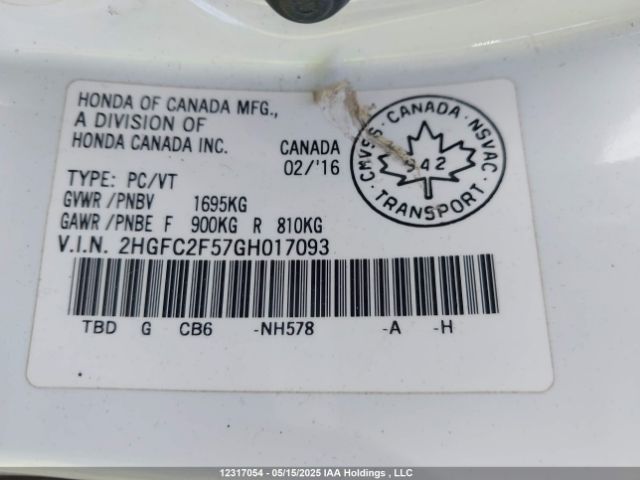 HONDA OF CANADA MFG.,
A DIVISION OF
HONDA CANADA INC.
CANADA
02/'16
TYPE: PC/VT
GVWR/PNBV 1695KG
GAWR/PNBE F 900KG R 810KG
V.I.N. 2HGFC2F57GH017093
TBD G CB6 -NH578 -A -H
CANADA · NSVAC · TRANSPORT · CMVSS ·
942
12317054 - 05/15/2025 IAA Holdings , LLC